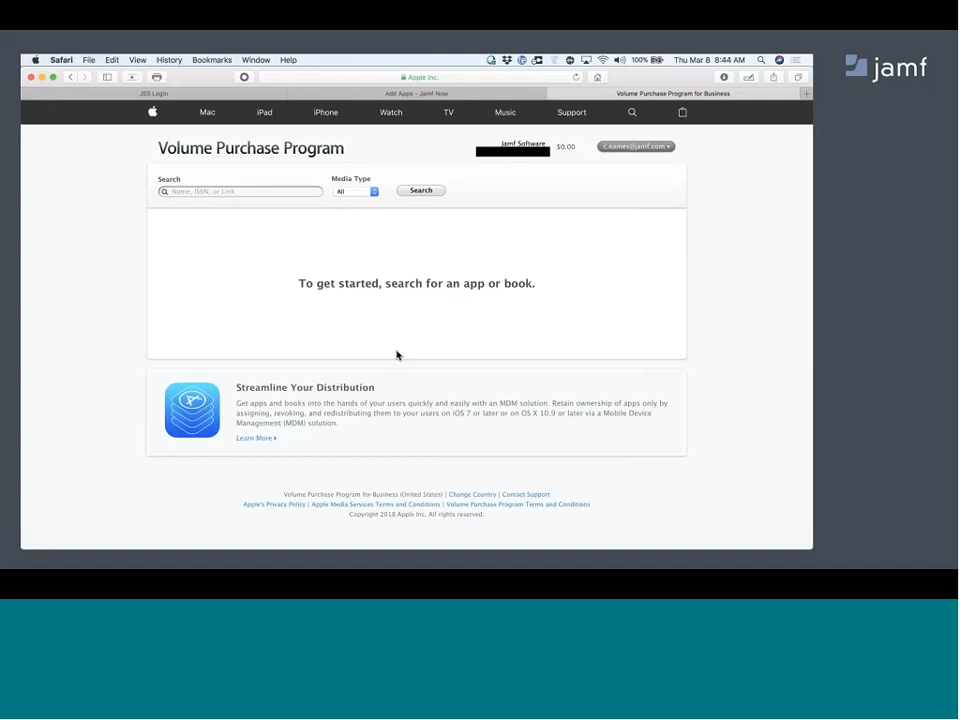 Safari File Edit View History Bookmarks Window Help 100% Thu Mar 8 8:44 AM
jamf
Apple Inc.
JSS Login Add Apps – Jamf Now Volume Purchase Program for Business
Mac iPad iPhone Watch TV Music Support
Volume Purchase Program
Jamf Software $0.00 c.eames@jamf.com
Search Media Type
Name, ISBN, or Link All Search
To get started, search for an app or book.
Streamline Your Distribution
Get apps and books into the hands of your users quickly and easily with an MDM solution. Retain ownership of apps only by
assigning, revoking, and redistributing them to your users on iOS 7 or later or on OS X 10.9 or later via a Mobile Device
Management (MDM) solution.
Learn More
Volume Purchase Program for Business (United States) | Change Country | Contact Support
Apple's Privacy Policy | Apple Media Services Terms and Conditions | Volume Purchase Program Terms and Conditions
Copyright 2018 Apple Inc. All rights reserved.